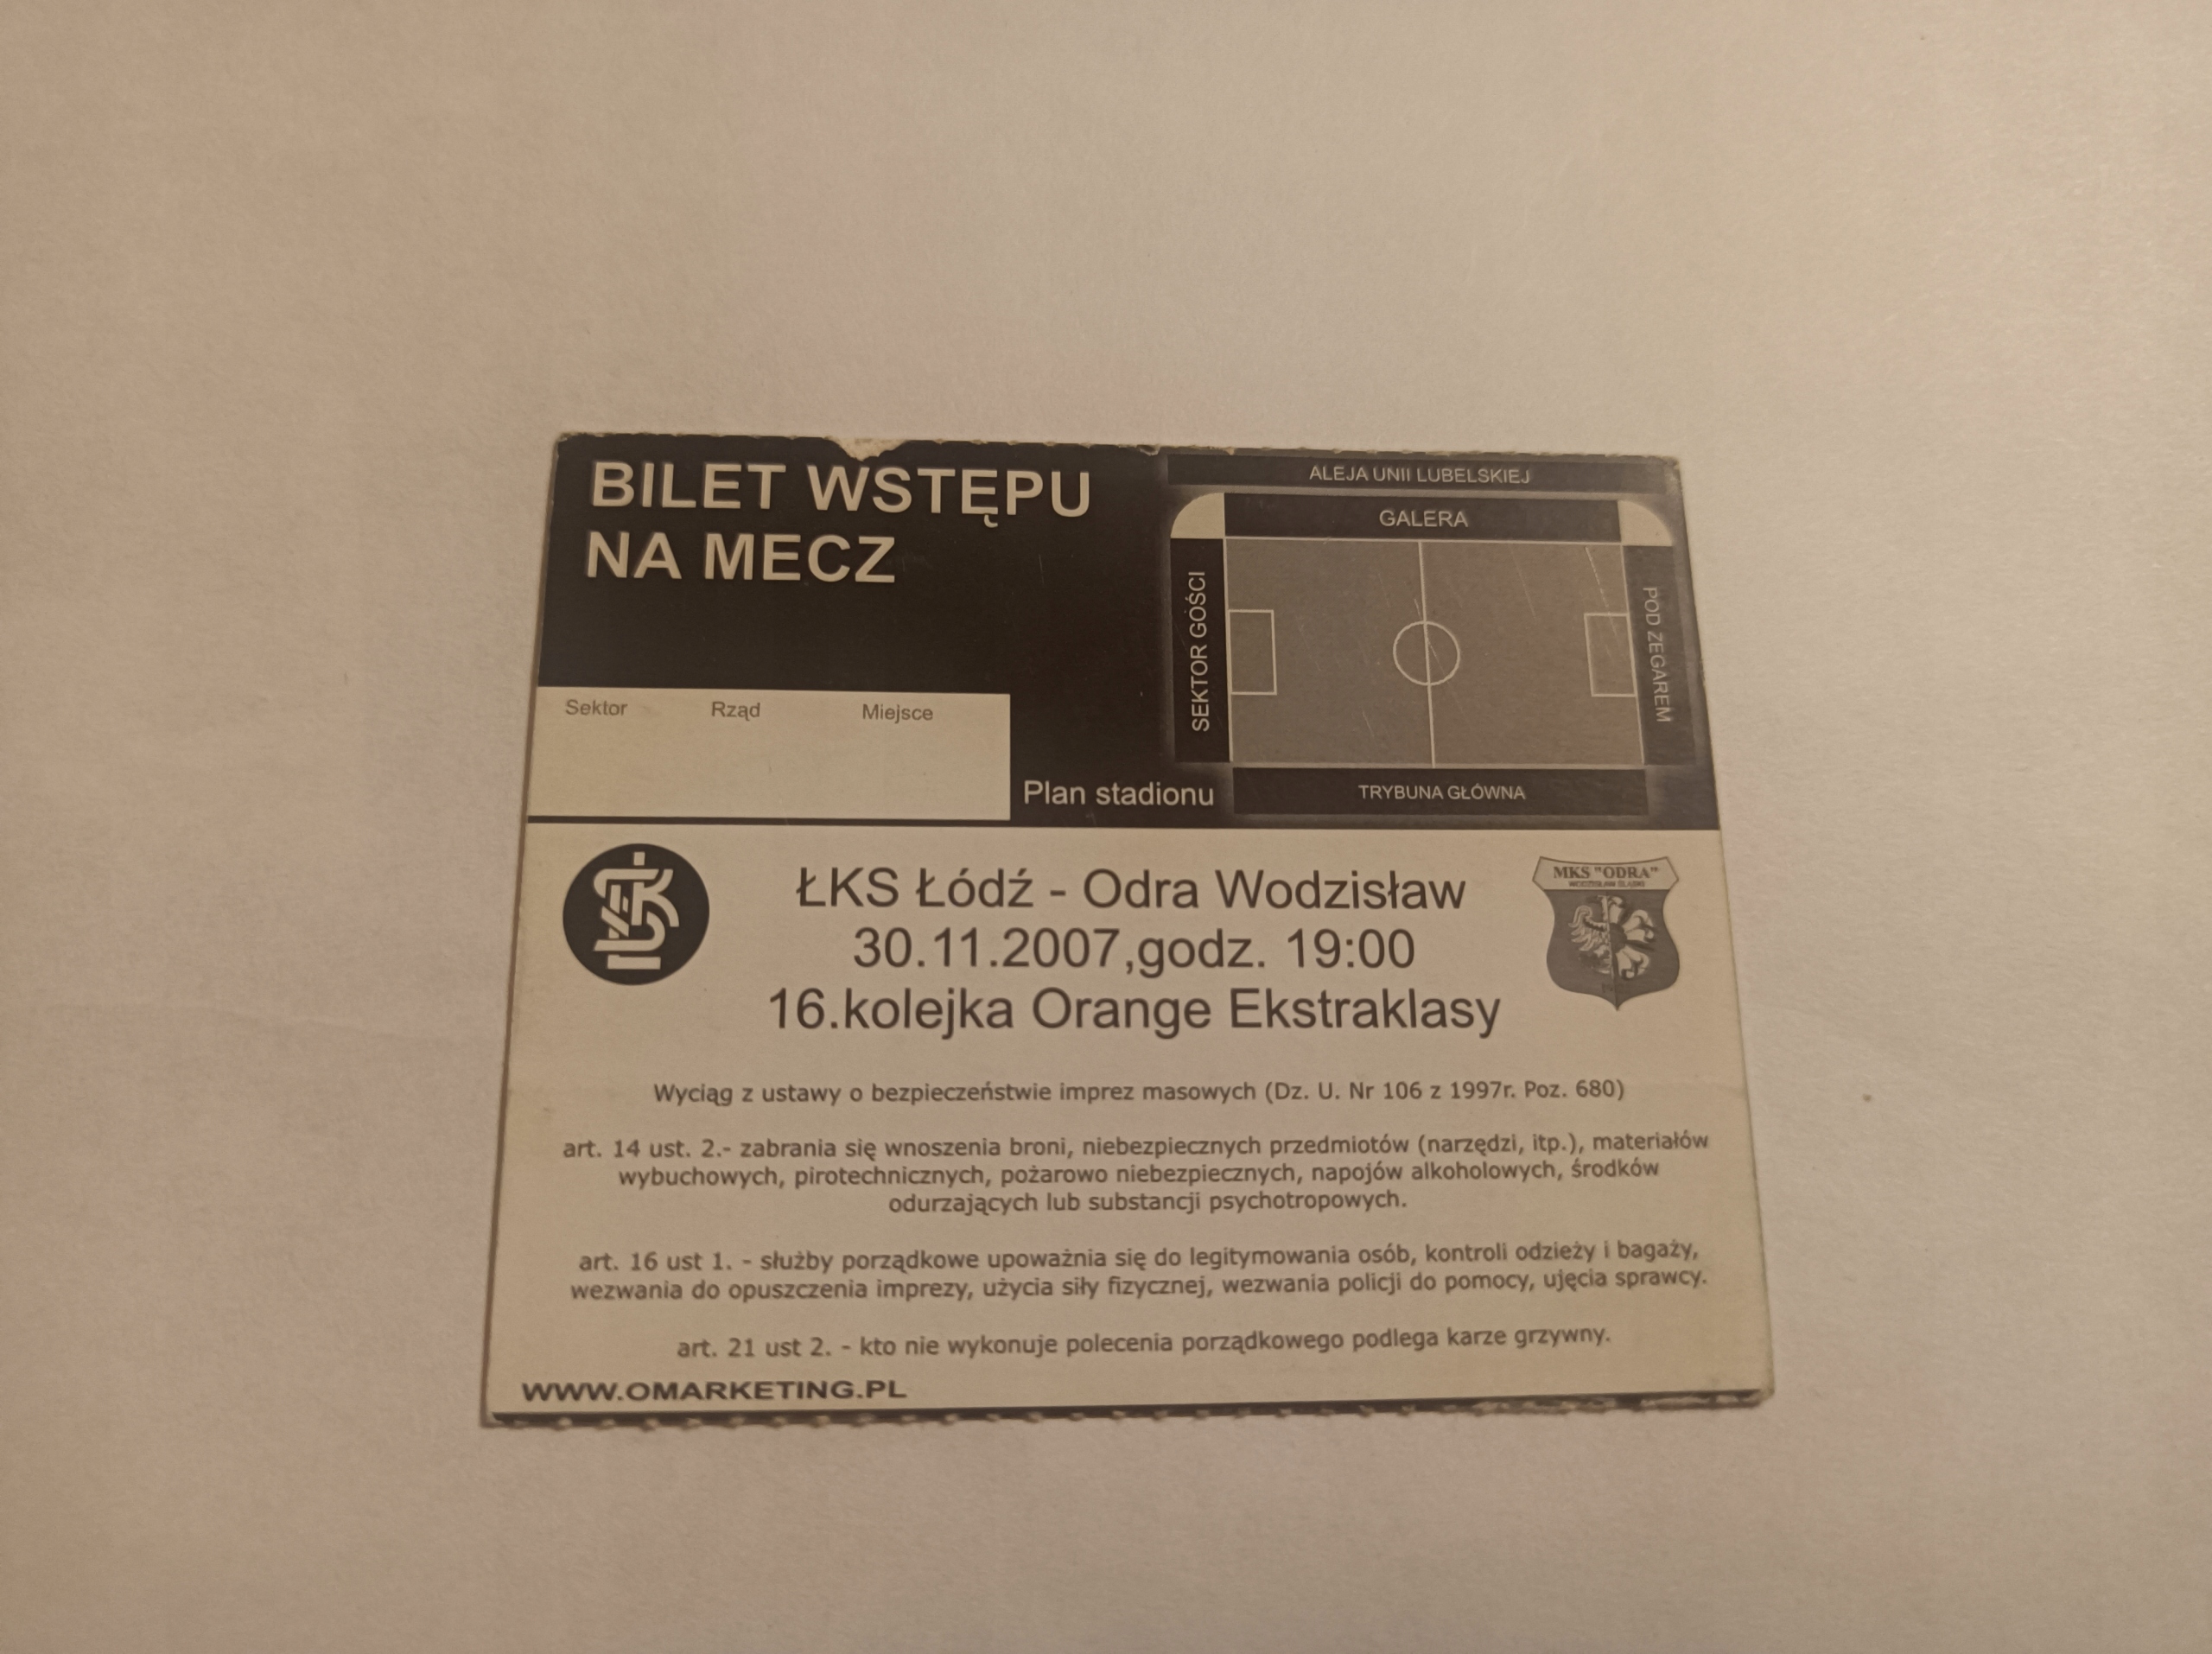 BILET WSTĘPU
NA MECZ
ALEJA UNII LUBELSKIEJ
GALERA
SEKTOR GOŚCI
POD ZEGAREM
TRYBUNA GŁÓWNA
Plan stadionu
Sektor Rząd Miejsce
ŁKS
MKS "ODRA"
WODZISŁAW ŚLĄSKI
ŁKS Łódź - Odra Wodzisław
30.11.2007,godz. 19:00
16.kolejka Orange Ekstraklasy
Wyciąg z ustawy o bezpieczeństwie imprez masowych (Dz. U. Nr 106 z 1997r. Poz. 680)
art. 14 ust. 2.- zabrania się wnoszenia broni, niebezpiecznych przedmiotów (narzędzi, itp.), materiałów
wybuchowych, pirotechnicznych, pożarowo niebezpiecznych, napojów alkoholowych, środków
odurzających lub substancji psychotropowych.
art. 16 ust 1. - służby porządkowe upoważnia się do legitymowania osób, kontroli odzieży i bagaży,
wezwania do opuszczenia imprezy, użycia siły fizycznej, wezwania policji do pomocy, ujęcia sprawcy.
art. 21 ust 2. - kto nie wykonuje polecenia porządkowego podlega karze grzywny.
WWW.OMARKETING.PL